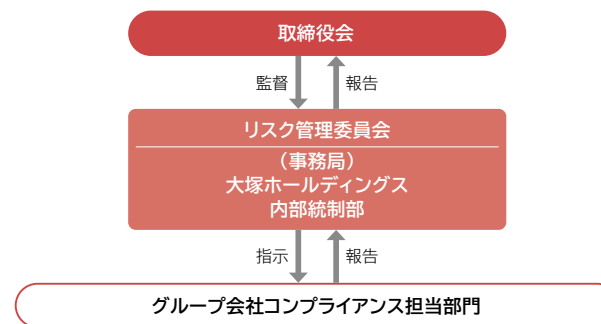 取締役会
監督 報告
リスク管理委員会
（事務局）
大塚ホールディングス
内部統制部
指示 報告
グループ会社コンプライアンス担当部門